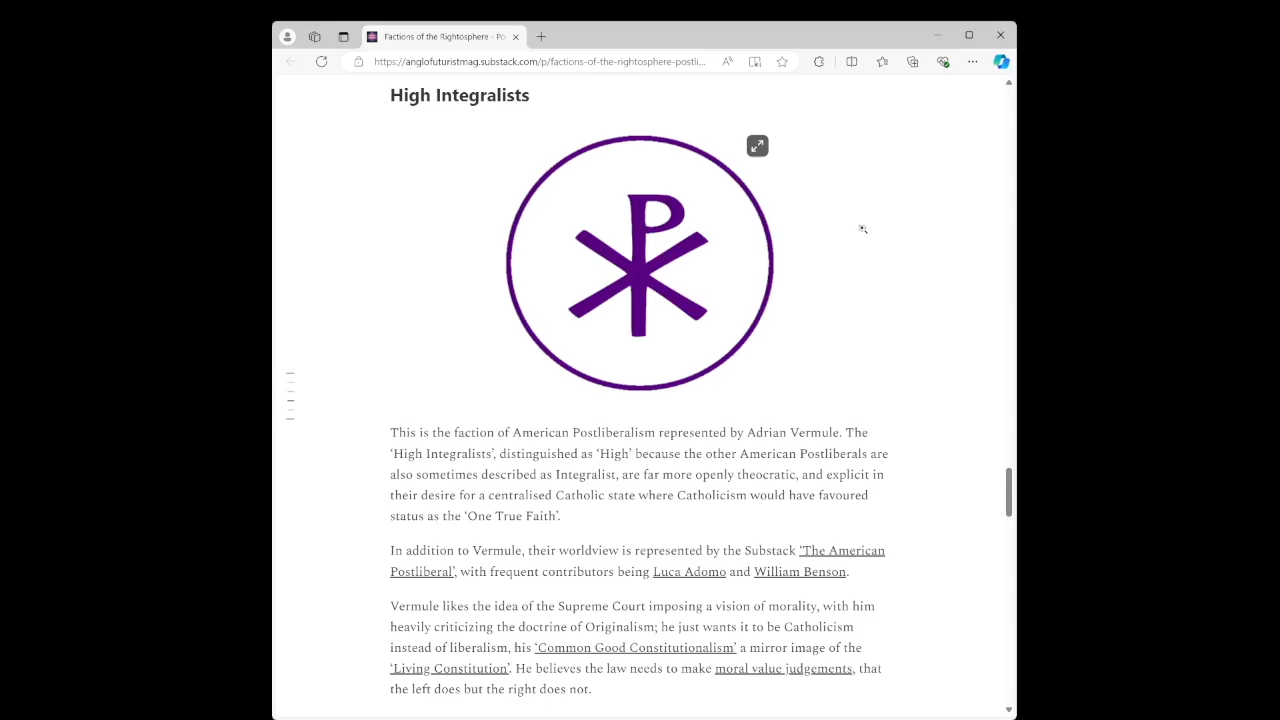 Factions of the Rightosphere - Po
https://anglofuturistmag.substack.com/p/factions-of-the-rightosphere-postli...
High Integralists
This is the faction of American Postliberalism represented by Adrian Vermule. The
‘High Integralists’, distinguished as ‘High’ because the other American Postliberals are
also sometimes described as Integralist, are far more openly theocratic, and explicit in
their desire for a centralised Catholic state where Catholicism would have favoured
status as the ‘One True Faith’.
In addition to Vermule, their worldview is represented by the Substack ‘The American
Postliberal’, with frequent contributors being Luca Adomo and William Benson.
Vermule likes the idea of the Supreme Court imposing a vision of morality, with him
heavily criticizing the doctrine of Originalism; he just wants it to be Catholicism
instead of liberalism, his ‘Common Good Constitutionalism’ a mirror image of the
‘Living Constitution’. He believes the law needs to make moral value judgements, that
the left does but the right does not.